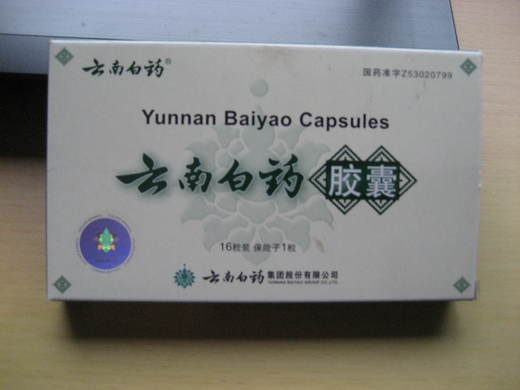 云南白药®
国药准字Z53020799
Yunnan Baiyao Capsules
云南白药 胶囊
16粒装 保险子1粒
云南白药 集团股份有限公司
YUNNAN BAIYAO GROUP CO.,LTD.